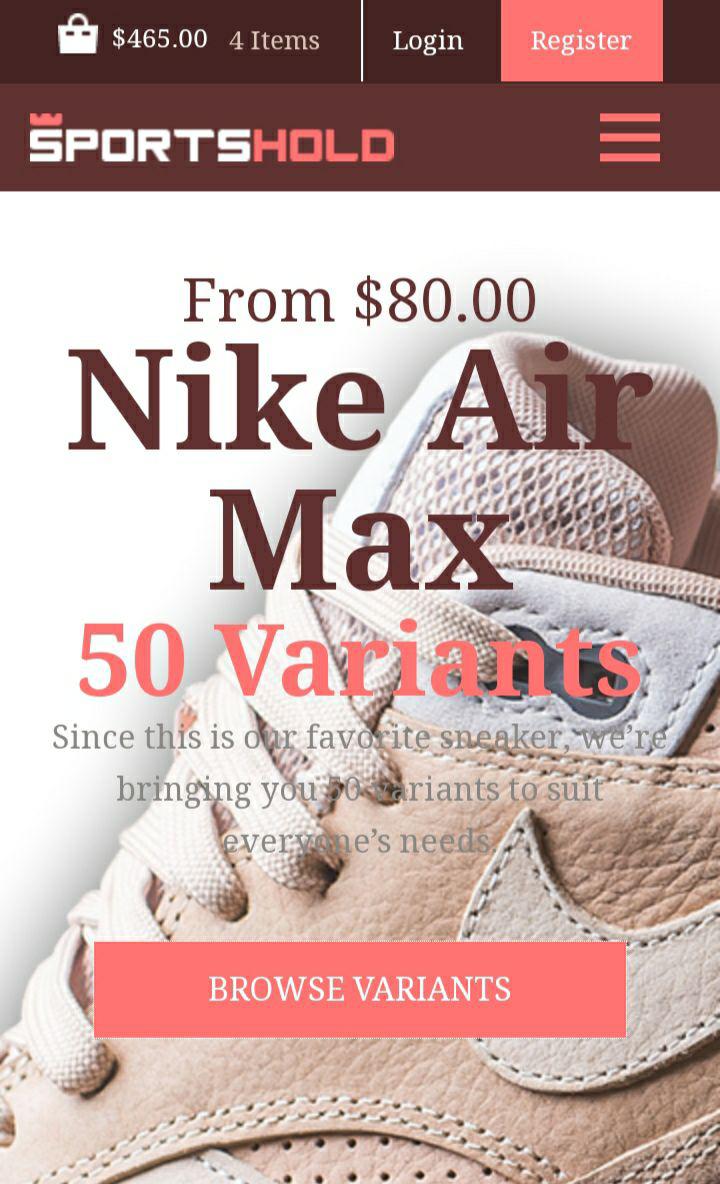 $465.00 4 Items Login Register
SPORTSHOLD
From $80.00
Nike Air
Max
50 Variants
Since this is our favorite sneaker, we’re
bringing you 50 variants to suit
everyone’s needs.
BROWSE VARIANTS